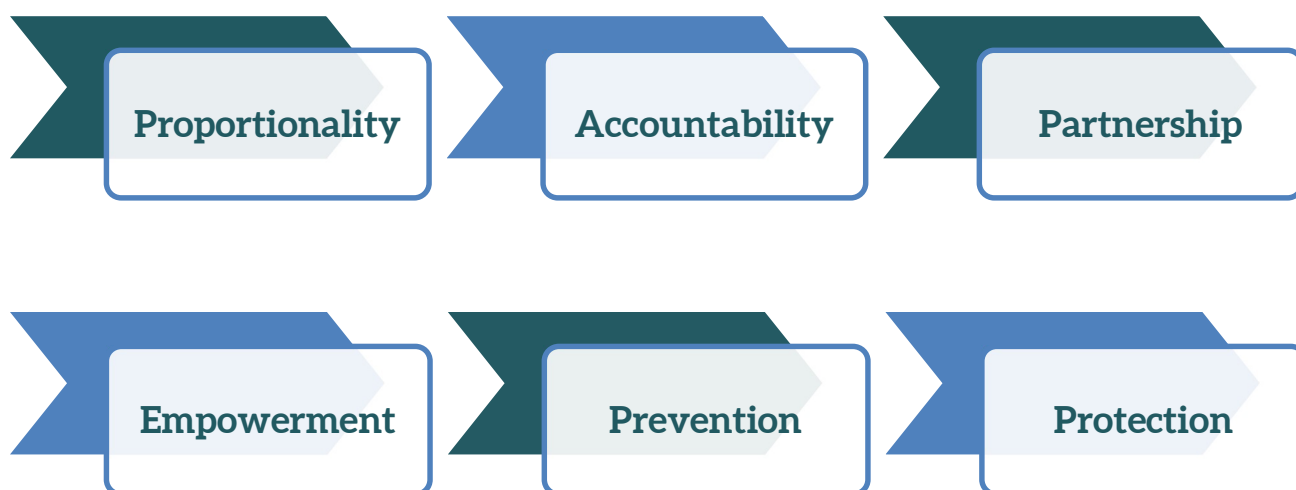 Proportionality
Accountability
Partnership
Empowerment
Prevention
Protection